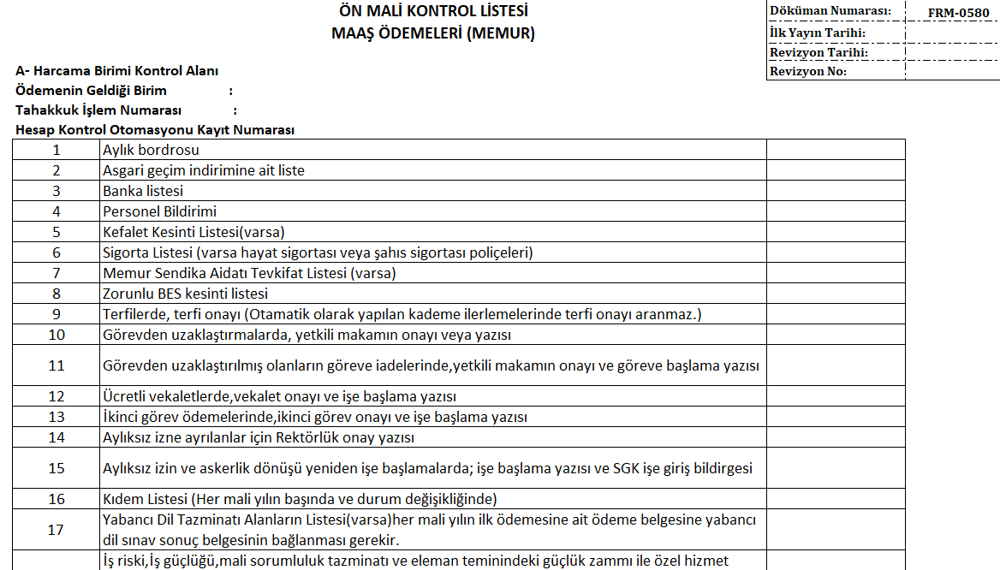 ÖN MALİ KONTROL LİSTESİ
MAAŞ ÖDEMELERİ (MEMUR)
Döküman Numarası: FRM-0580
İlk Yayın Tarihi:
Revizyon Tarihi:
Revizyon No:
A- Harcama Birimi Kontrol Alanı
Ödemenin Geldiği Birim :
Tahakkuk İşlem Numarası :
Hesap Kontrol Otomasyonu Kayıt Numarası
1 Aylık bordrosu
2 Asgari geçim indirimine ait liste
3 Banka listesi
4 Personel Bildirimi
5 Kefalet Kesinti Listesi(varsa)
6 Sigorta Listesi (varsa hayat sigortası veya şahıs sigortası poliçeleri)
7 Memur Sendika Aidatı Tevkifat Listesi (varsa)
8 Zorunlu BES kesinti listesi
9 Terfilerde, terfi onayı (Otamatik olarak yapılan kademe ilerlemelerinde terfi onayı aranmaz.)
10 Görevden uzaklaştırmalarda, yetkili makamın onayı veya yazısı
11 Görevden uzaklaştırılmış olanların göreve iadelerinde,yetkili makamın onayı ve göreve başlama yazısı
12 Ücretli vekaletlerde,vekalet onayı ve işe başlama yazısı
13 İkinci görev ödemelerinde,ikinci görev onayı ve işe başlama yazısı
14 Aylıksız izne ayrılanlar için Rektörlük onay yazısı
15 Aylıksız izin ve askerlik dönüşü yeniden işe başlamalarda; işe başlama yazısı ve SGK işe giriş bildirgesi
16 Kıdem Listesi (Her mali yılın başında ve durum değişikliğinde)
17 Yabancı Dil Tazminatı Alanların Listesi(varsa)her mali yılın ilk ödemesine ait ödeme belgesine yabancı
dil sınav sonuç belgesinin bağlanması gerekir.
İş riski,İş güçlüğü,mali sorumluluk tazminatı ve eleman teminindeki güçlük zammı ile özel hizmet